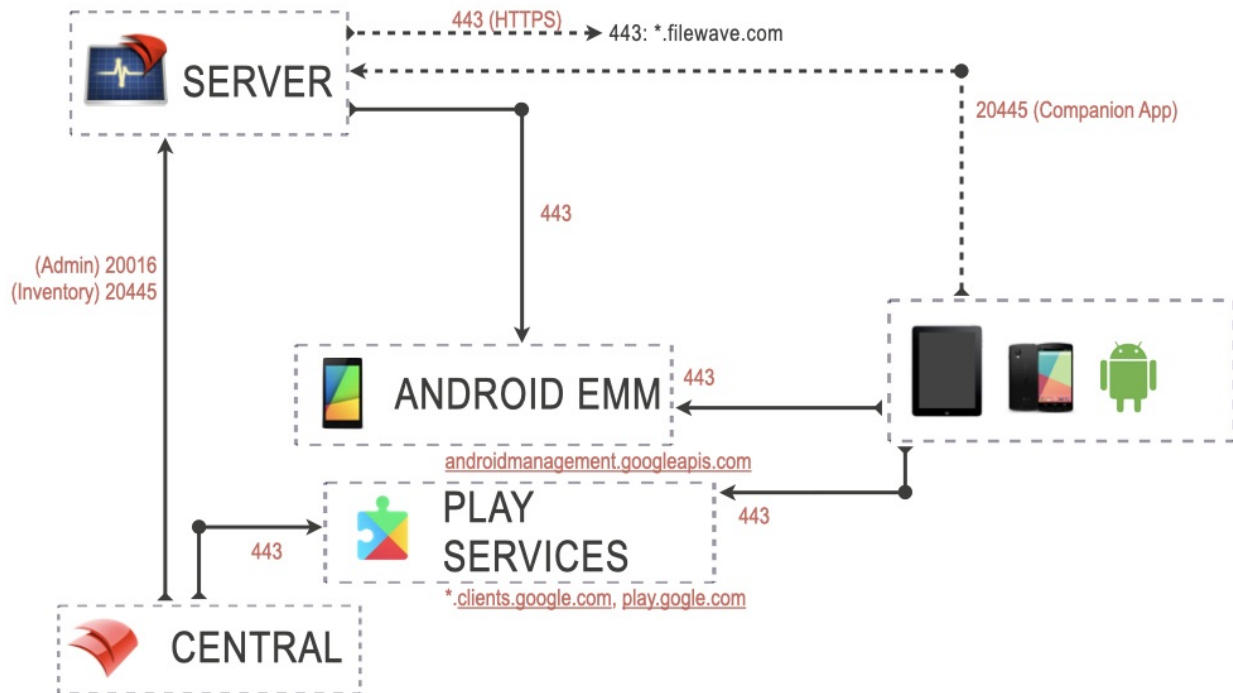 443 (HTTPS)
443: *.filewave.com
SERVER
20445 (Companion App)
443
(Admin) 20016
(Inventory) 20445
ANDROID EMM
443
androidmanagement.googleapis.com
PLAY
SERVICES
443
443
*.clients.google.com, play.gogle.com
CENTRAL